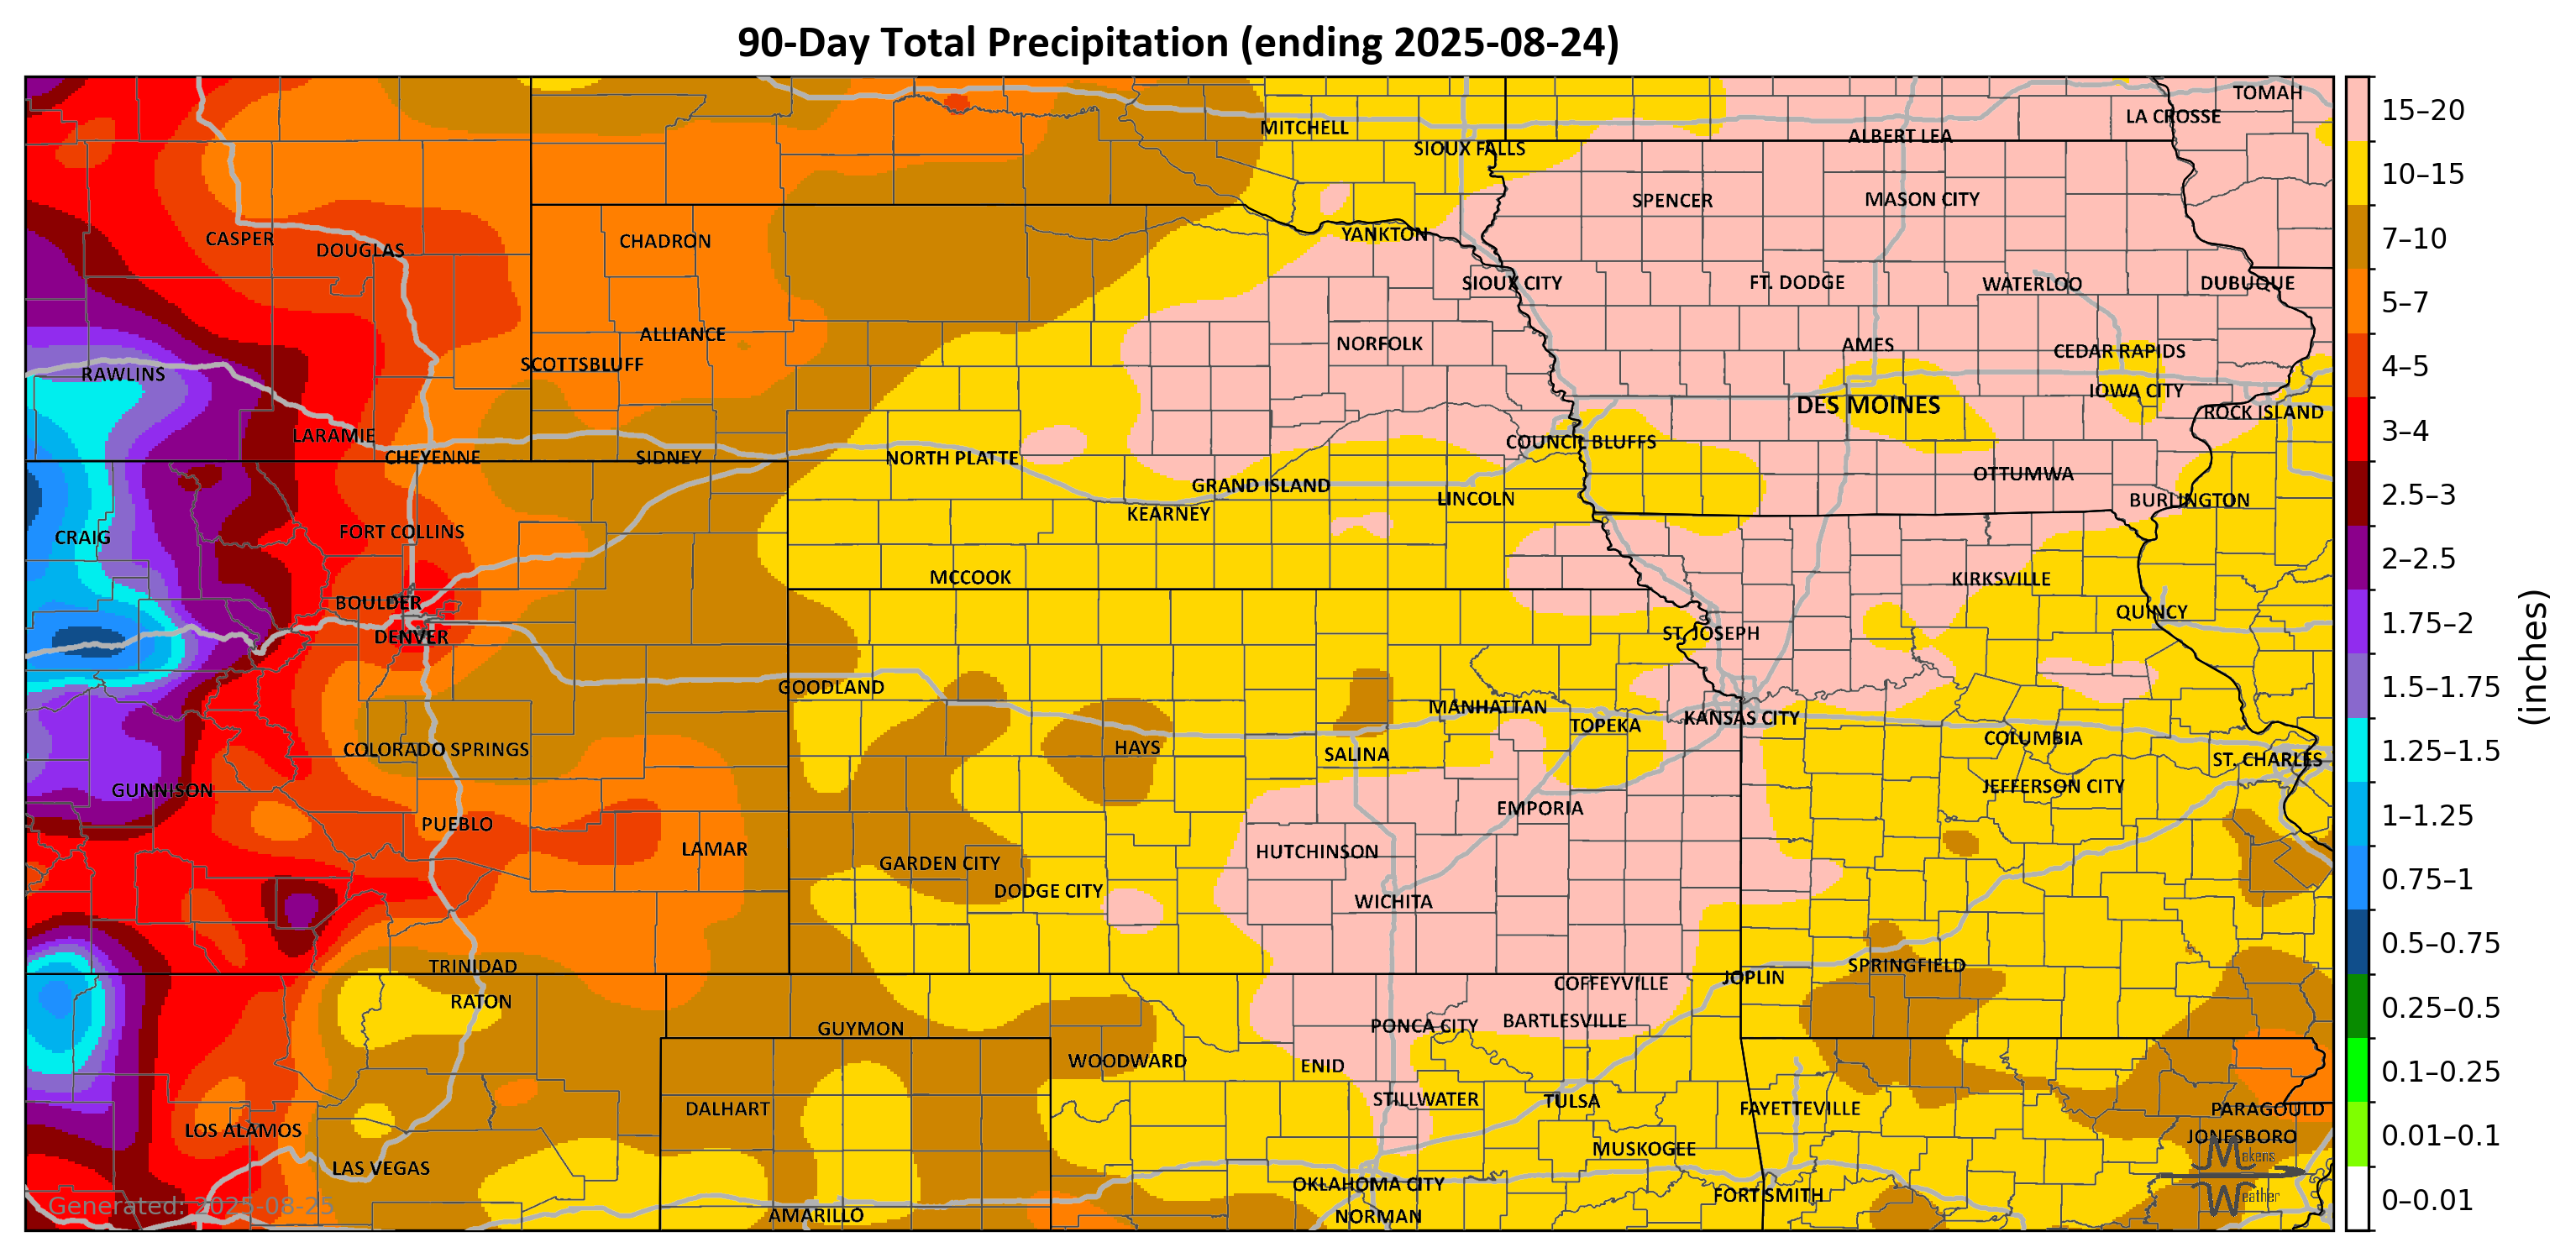 90-Day Total Precipitation (ending 2025-08-24)
TOMAH
LA CROSSE
MITCHELL
ALBERT LEA
SIOUX FALLS
SPENCER
MASON CITY
YANKTON
CASPER
DOUGLAS
CHADRON
SIOUX CITY
FT. DODGE
WATERLOO
DUBUQUE
ALLIANCE
NORFOLK
AMES
CEDAR RAPIDS
SCOTTSBLUFF
RAWLINS
IOWA CITY
DES MOINES
ROCK ISLAND
LARAMIE
COUNCIL BLUFFS
CHEYENNE
SIDNEY
NORTH PLATTE
OTTUMWA
GRAND ISLAND
LINCOLN
BURLINGTON
KEARNEY
FORT COLLINS
CRAIG
MCCOOK
KIRKSVILLE
BOULDER
QUINCY
DENVER
ST. JOSEPH
GOODLAND
MANHATTAN
KANSAS CITY
TOPEKA
COLUMBIA
COLORADO SPRINGS
HAYS
SALINA
ST. CHARLES
GUNNISON
JEFFERSON CITY
EMPORIA
PUEBLO
LAMAR
HUTCHINSON
GARDEN CITY
DODGE CITY
WICHITA
TRINIDAD
SPRINGFIELD
JOPLIN
COFFEYVILLE
RATON
BARTLESVILLE
PONCA CITY
GUYMON
WOODWARD
ENID
STILLWATER
TULSA
DALHART
FAYETTEVILLE
PARAGOULD
LOS ALAMOS
JONESBORO
MUSKOGEE
Makens
LAS VEGAS
OKLAHOMA CITY
FORT SMITH
Weather
Generated: 2025-08-25
AMARILLO
NORMAN
15–20
10–15
7–10
5–7
4–5
3–4
2.5–3
2–2.5
1.75–2
1.5–1.75
1.25–1.5
1–1.25
0.75–1
0.5–0.75
0.25–0.5
0.1–0.25
0.01–0.1
0–0.01
(inches)